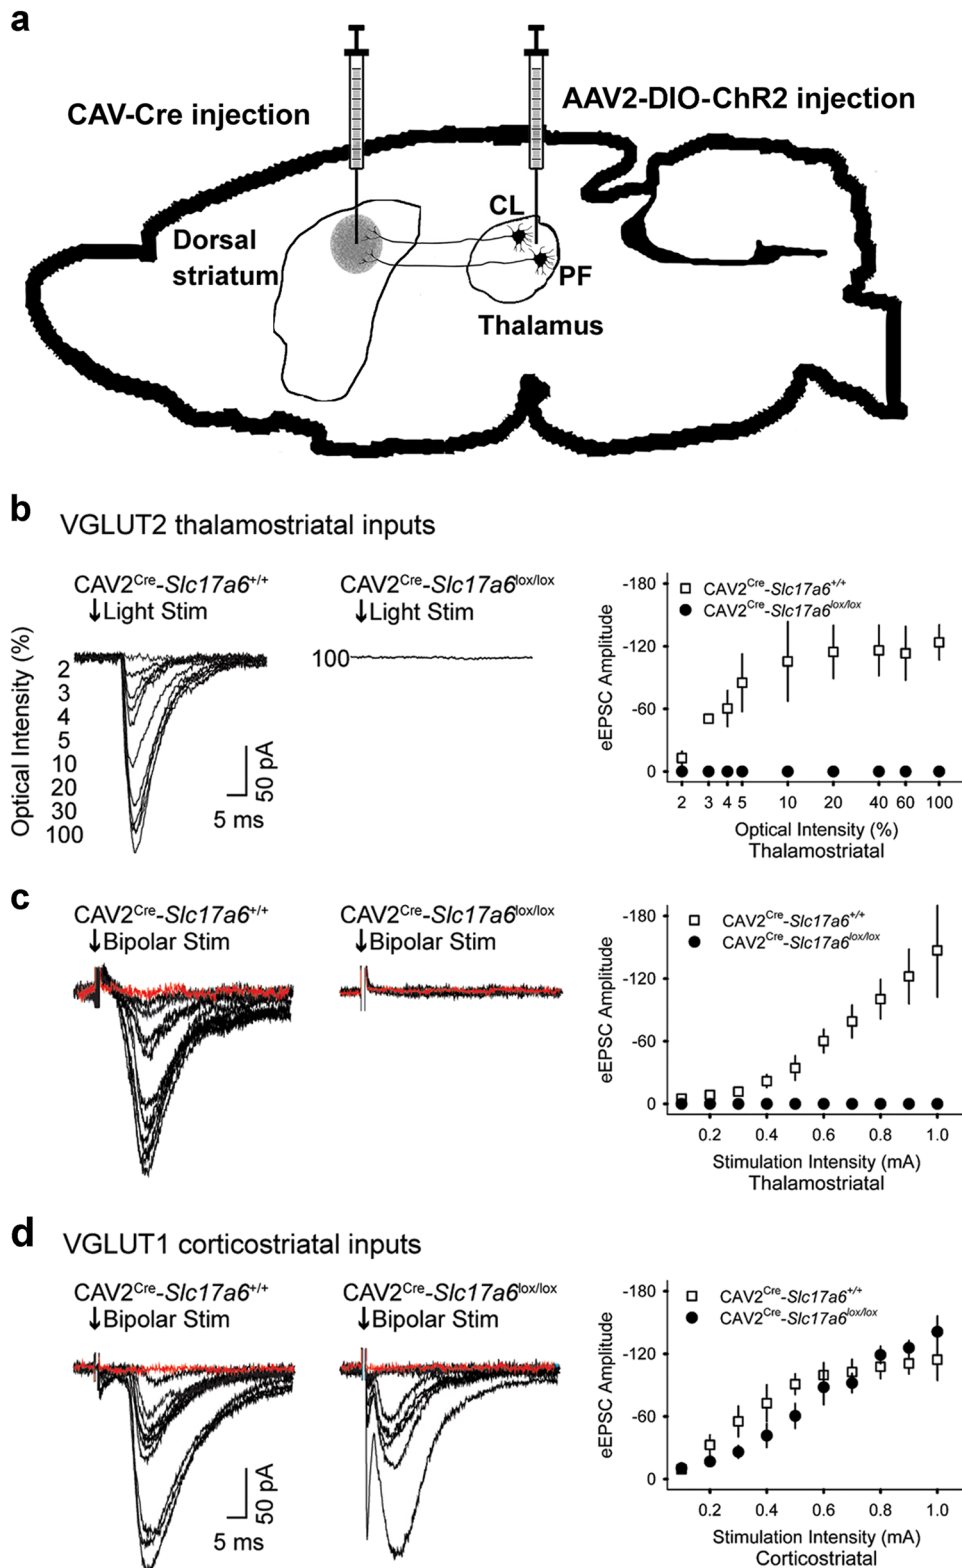 a
CAV-Cre injection
AAV2-DIO-ChR2 injection
CL
Dorsal
striatum
PF
Thalamus
b
VGLUT2 thalamostriatal inputs
CAV2Cre-Slc17a6+/+
↓Light Stim
CAV2Cre-Slc17a6lox/lox
↓Light Stim
Optical Intensity (%)
2
3
4
5
10
20
30
100
50 pA
5 ms
100
eEPSC Amplitude
-180
-120
-60
0
CAV2Cre-Slc17a6+/+
CAV2Cre-Slc17a6lox/lox
2 3 4 5 10 20 40 60 100
Optical Intensity (%)
Thalamostriatal
c
CAV2Cre-Slc17a6+/+
↓Bipolar Stim
CAV2Cre-Slc17a6lox/lox
↓Bipolar Stim
eEPSC Amplitude
-180
-120
-60
0
CAV2Cre-Slc17a6+/+
CAV2Cre-Slc17a6lox/lox
0.2 0.4 0.6 0.8 1.0
Stimulation Intensity (mA)
Thalamostriatal
d
VGLUT1 corticostriatal inputs
CAV2Cre-Slc17a6+/+
↓Bipolar Stim
CAV2Cre-Slc17a6lox/lox
↓Bipolar Stim
50 pA
5 ms
eEPSC Amplitude
-180
-120
-60
0
CAV2Cre-Slc17a6+/+
CAV2Cre-Slc17a6lox/lox
0.2 0.4 0.6 0.8 1.0
Stimulation Intensity (mA)
Corticostriatal